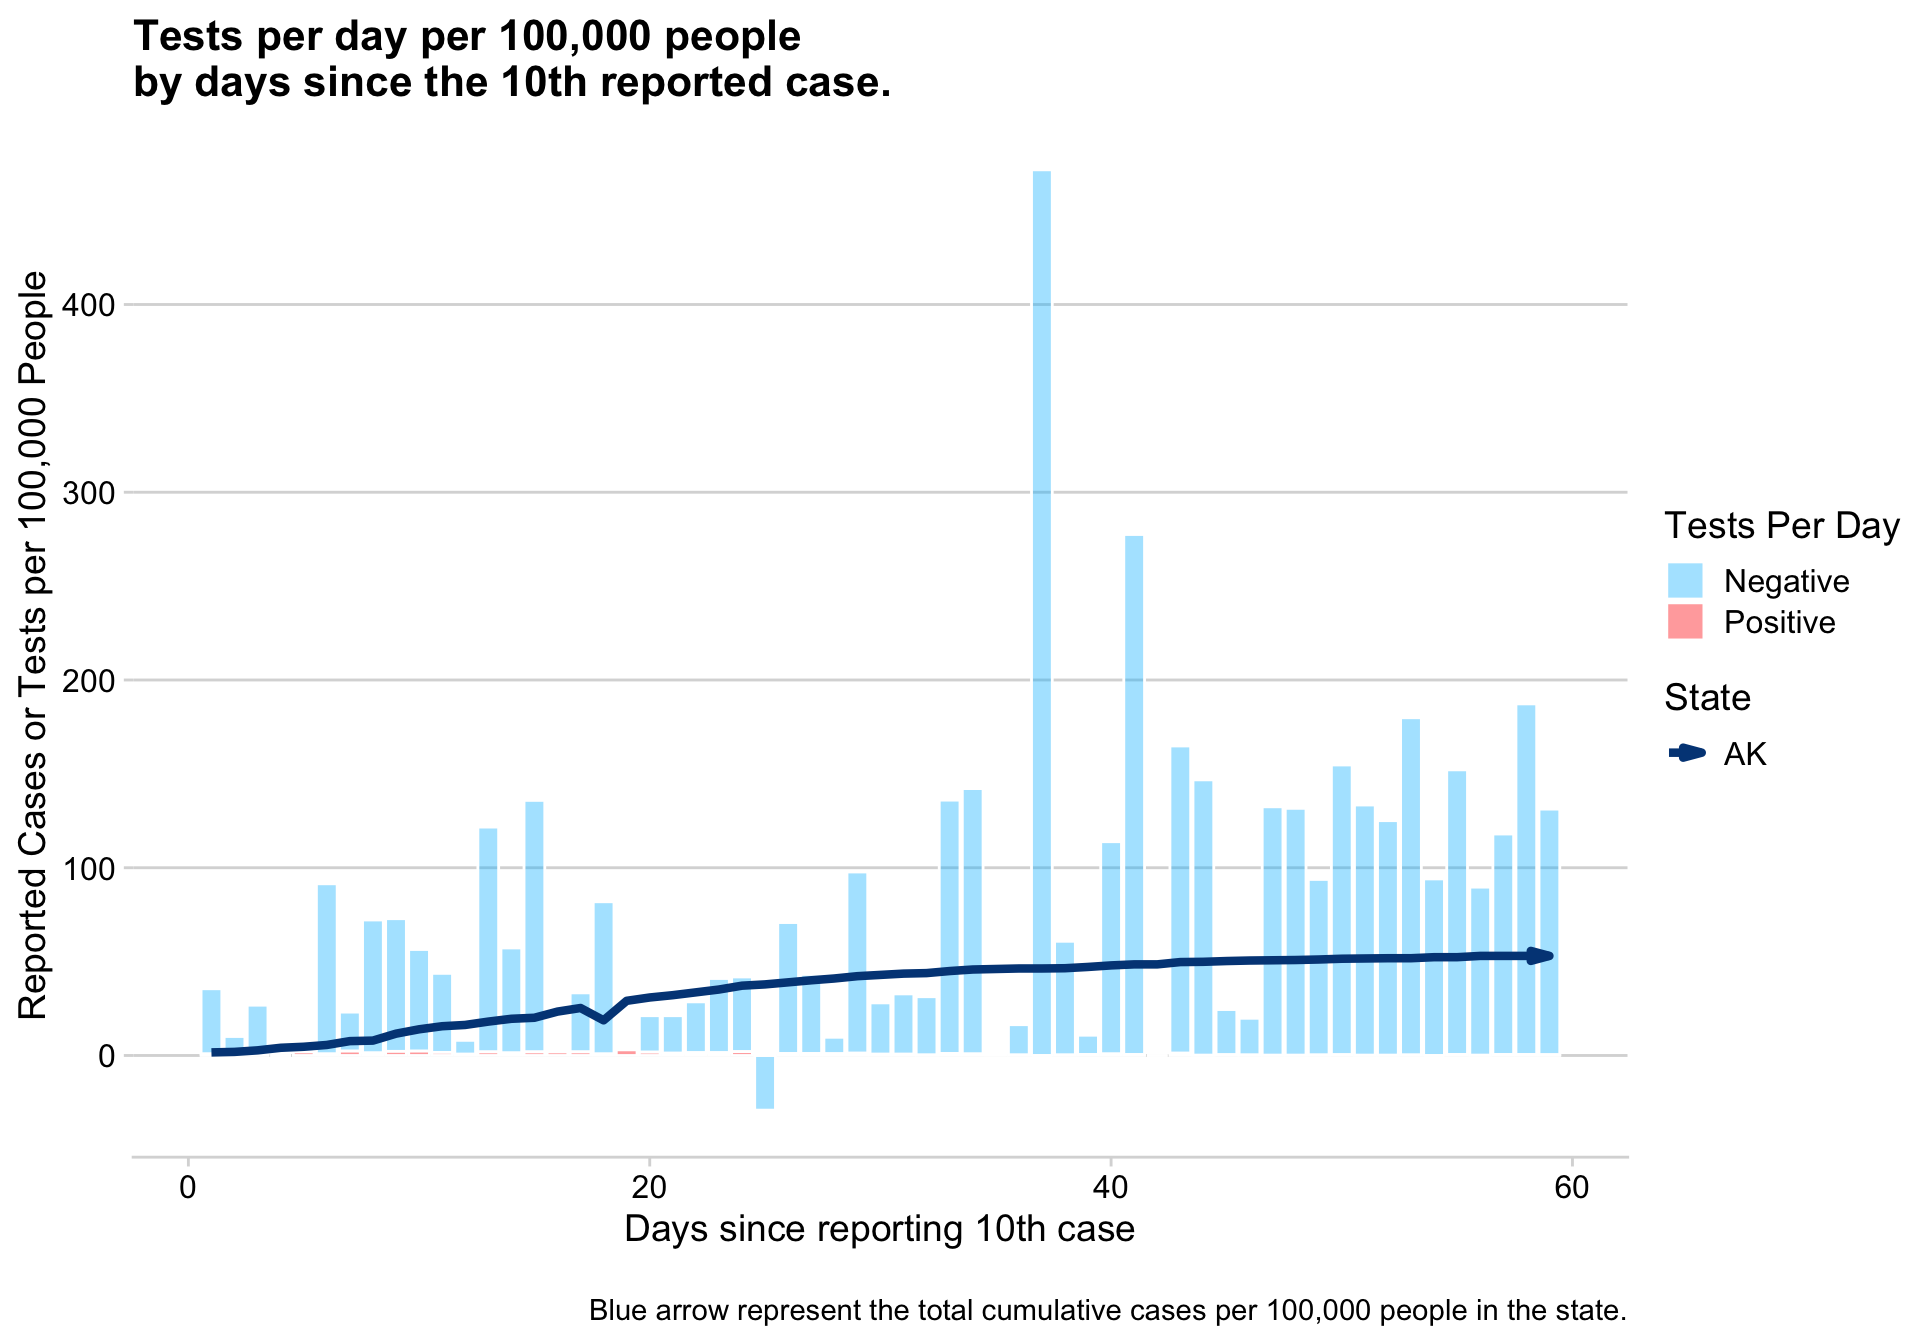 Tests per day per 100,000 people
by days since the 10th reported case.
Reported Cases or Tests per 100,000 People
400
300
200
100
0
0
20
40
60
Days since reporting 10th case
Tests Per Day
Negative
Positive
State
AK
Blue arrow represent the total cumulative cases per 100,000 people in the state.